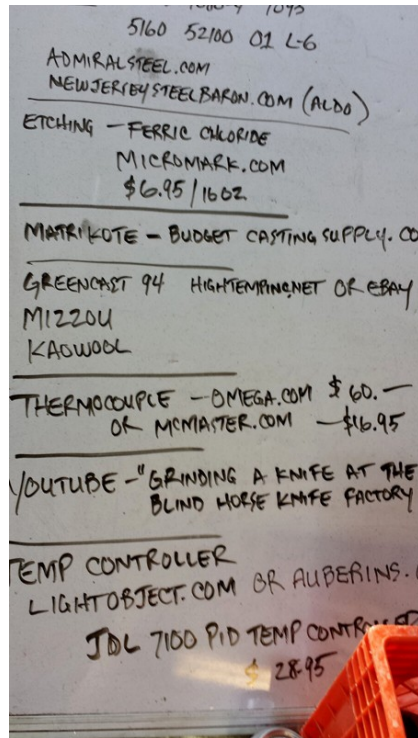 1095
5160 52100 O1 L-6
ADMIRALSTEEL.COM
NEWJERSEYSTEELBARON.COM (ALDO)
ETCHING - FERRIC CHLORIDE
MICROMARK.COM
$6.95/16OZ
MATRIKOTE - BUDGET CASTING SUPPLY.CO
GREENCAST 94 HIGHTEMPINC.NET OR EBAY
MIZZOU
KAOWOOL
THERMOCOUPLE - OMEGA.COM $60.-
OR MCMASTER.COM -$16.95
YOUTUBE - "GRINDING A KNIFE AT THE
BLIND HORSE KNIFE FACTORY
TEMP CONTROLLER
LIGHTOBJECT.COM OR AUBERINS.
JDL 7100 PID TEMP CONTROLLER
$ 28.95